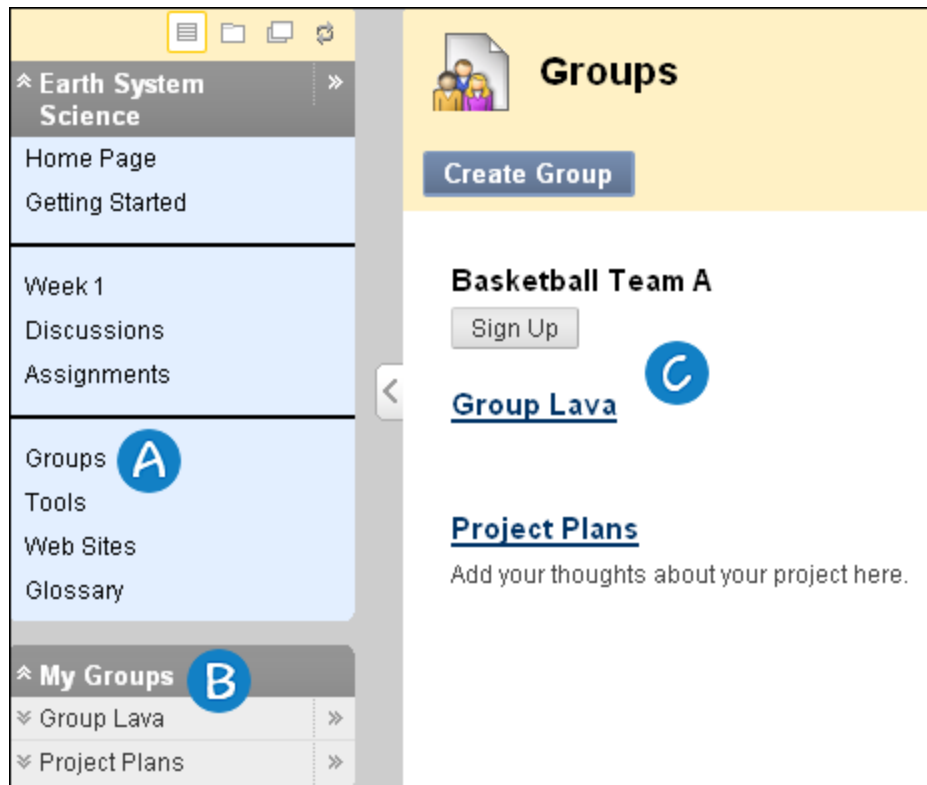 Earth System
Science
Home Page
Getting Started
Week 1
Discussions
Assignments
Groups A
Tools
Web Sites
Glossary
My Groups B
Group Lava
Project Plans
Groups
Create Group
Basketball Team A
Sign Up
C
Group Lava
Project Plans
Add your thoughts about your project here.